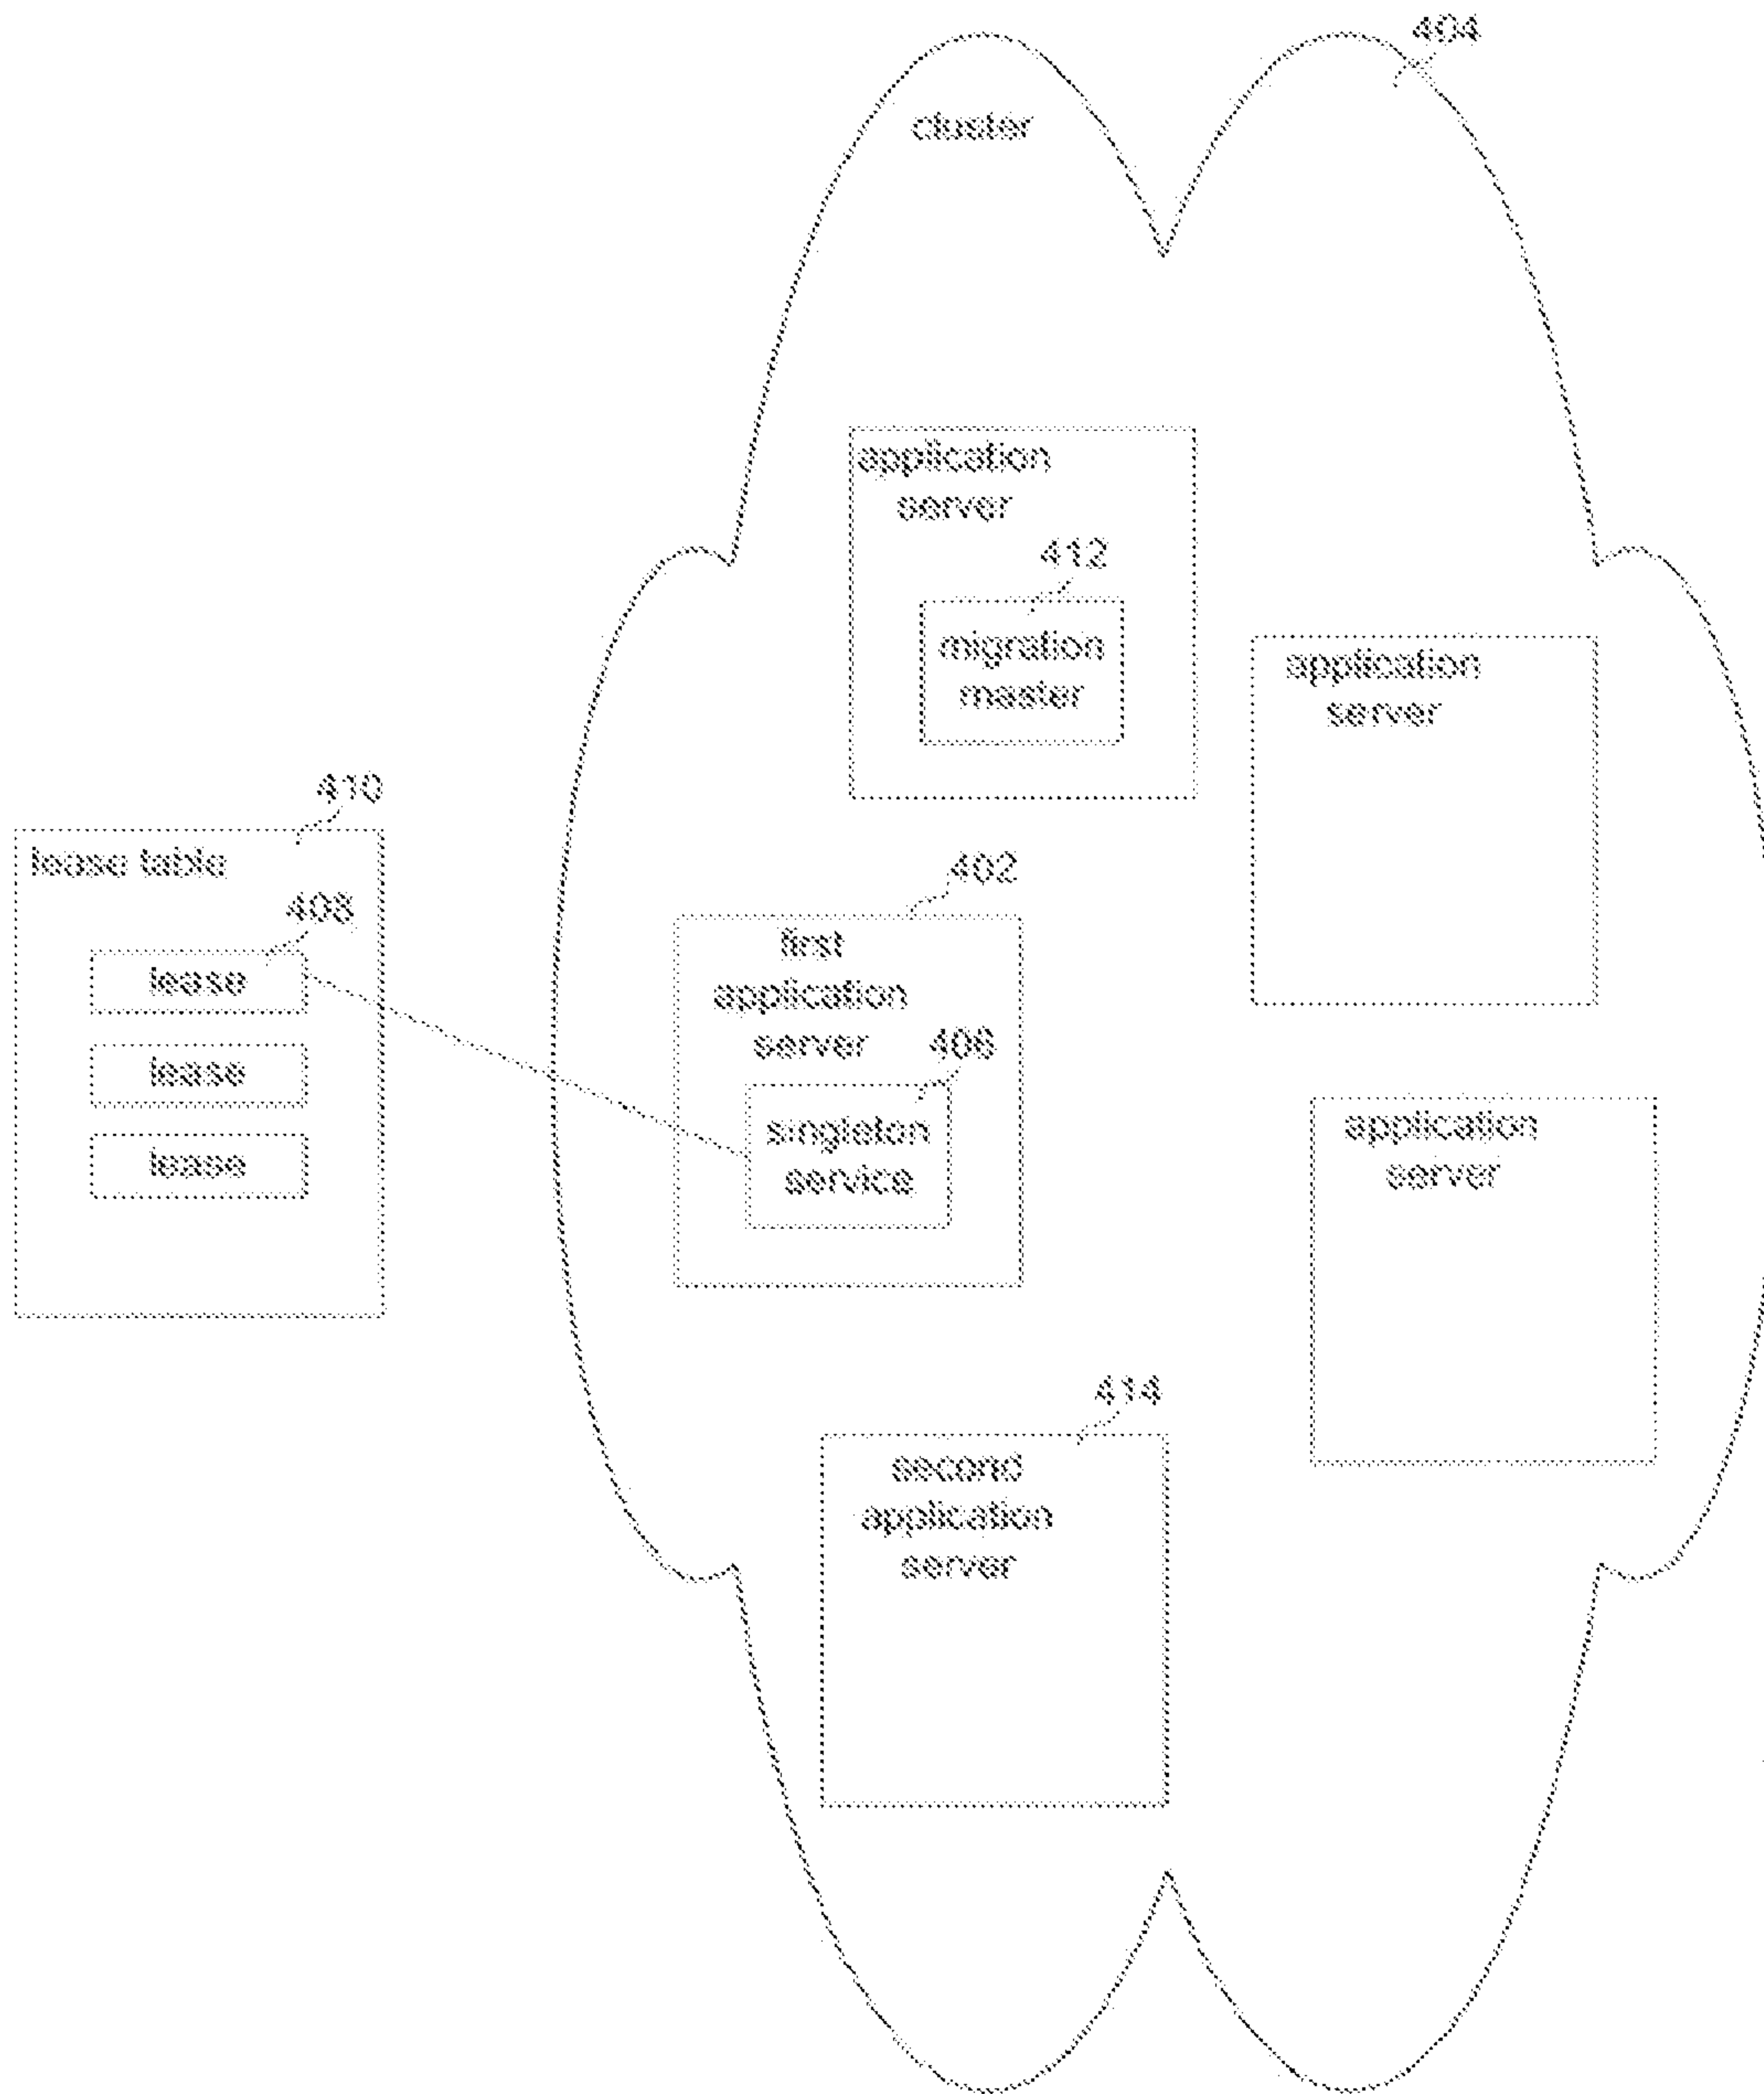 404
cluster
application
server
412
migration
master
application
server
410
lease table
408
lease
lease
lease
402
first
application
server
406
singleton
service
application
server
414
second
application
server